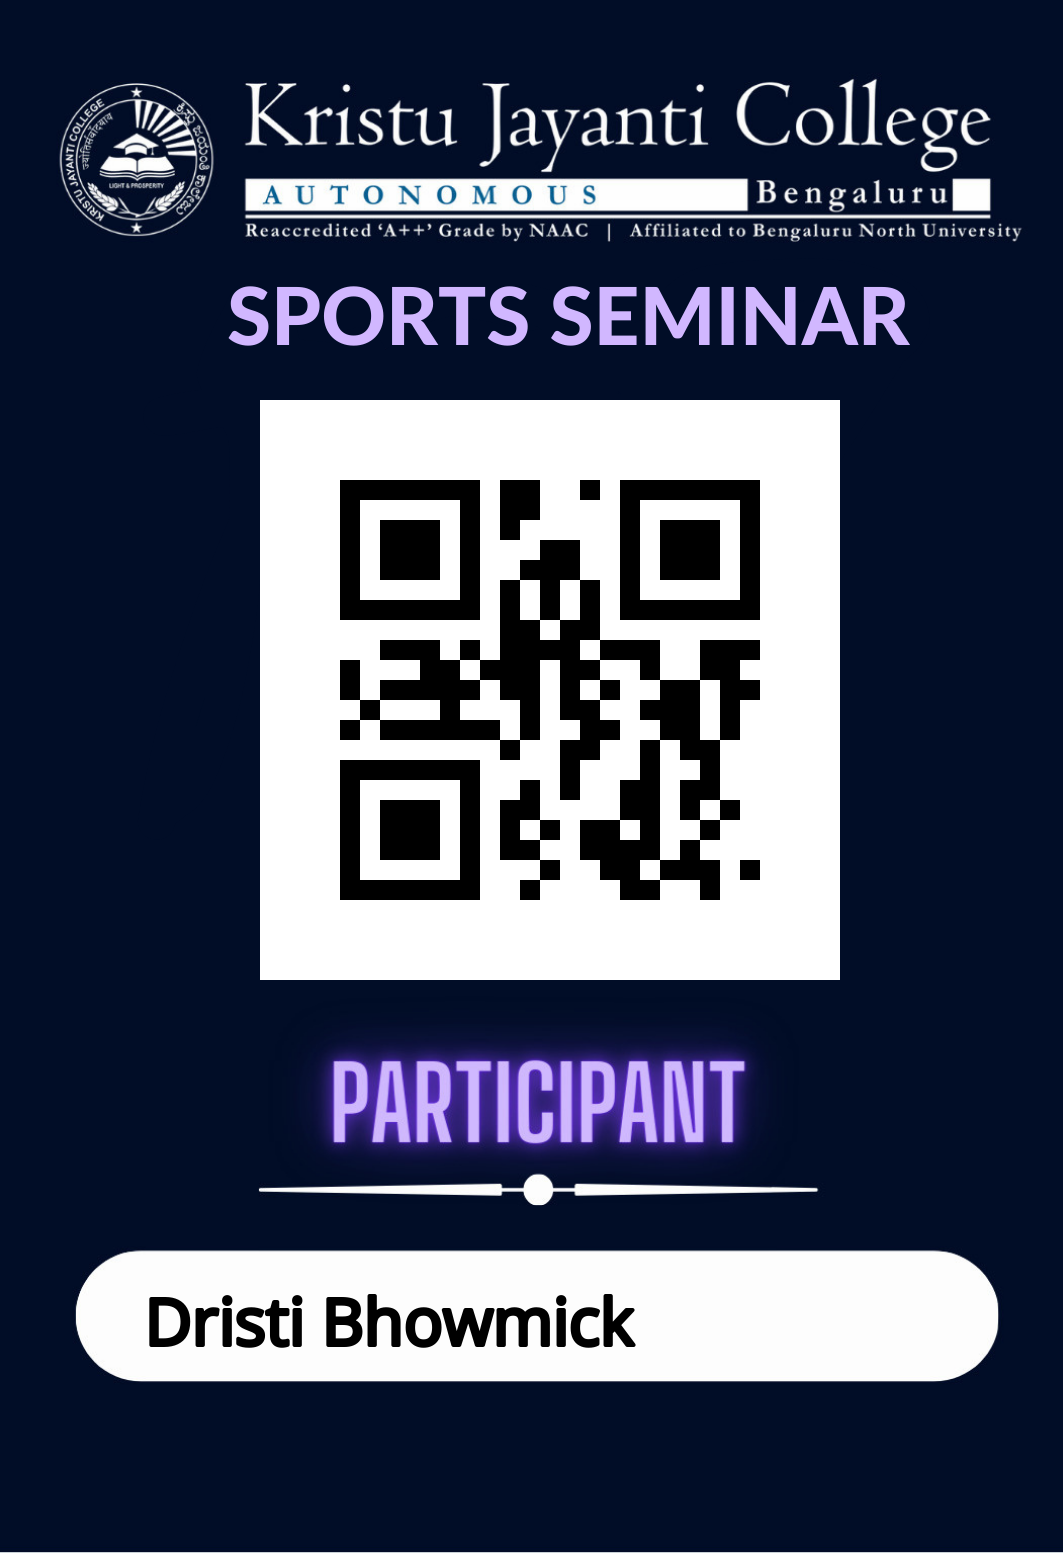 KRISTU JAYANTI COLLEGE
LIGHT & PROSPERITY
Kristu Jayanti College
AUTONOMOUS Bengaluru
Reaccredited ‘A++’ Grade by NAAC | Affiliated to Bengaluru North University
SPORTS SEMINAR
PARTICIPANT
Dristi Bhowmick